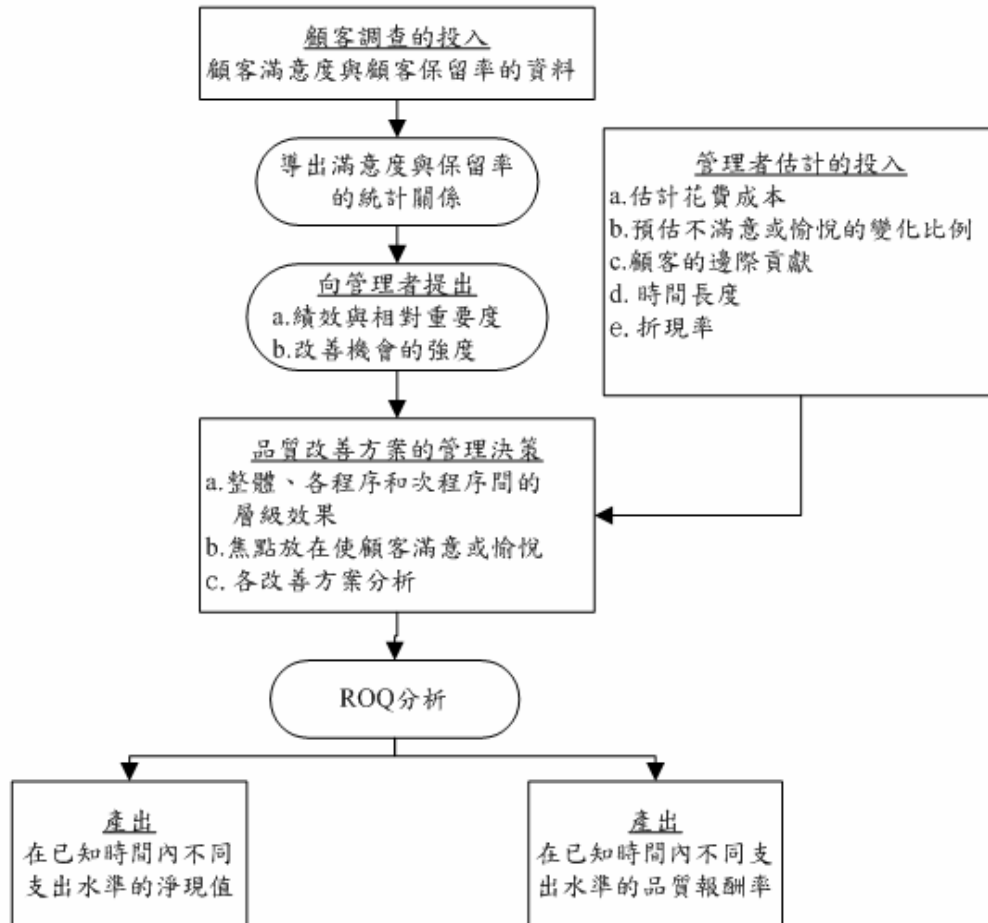 顧客調查的投入
顧客滿意度與顧客保留率的資料
導出滿意度與保留率
的統計關係
管理者估計的投入
a.估計花費成本
b.預估不滿意或愉悅的變化比例
c.顧客的邊際貢獻
d. 時間長度
e. 折現率
向管理者提出
a.績效與相對重要度
b.改善機會的強度
品質改善方案的管理決策
a.整體、各程序和次程序間的
層級效果
b.焦點放在使顧客滿意或愉悅
c. 各改善方案分析
ROQ分析
產出
在已知時間內不同
支出水準的淨現值
產出
在已知時間內不同支
出水準的品質報酬率